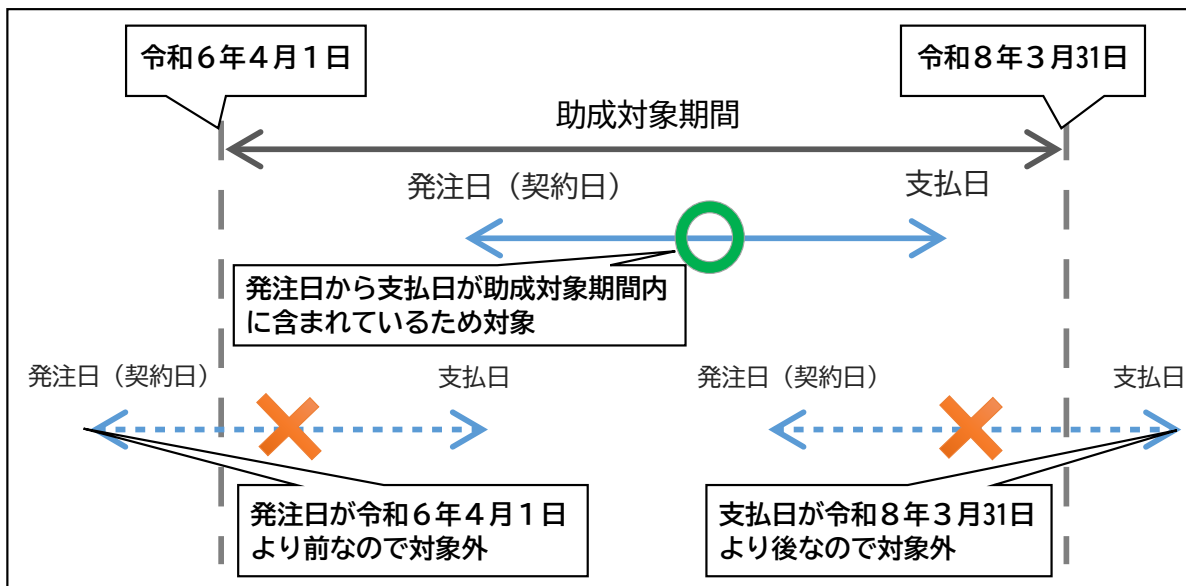 令和６年４月１日
令和８年３月31日
助成対象期間
発注日（契約日）
支払日
発注日から支払日が助成対象期間内
に含まれているため対象
発注日（契約日）
支払日
発注日（契約日）
支払日
発注日が令和６年４月１日
より前なので対象外
支払日が令和８年３月31日
より後なので対象外